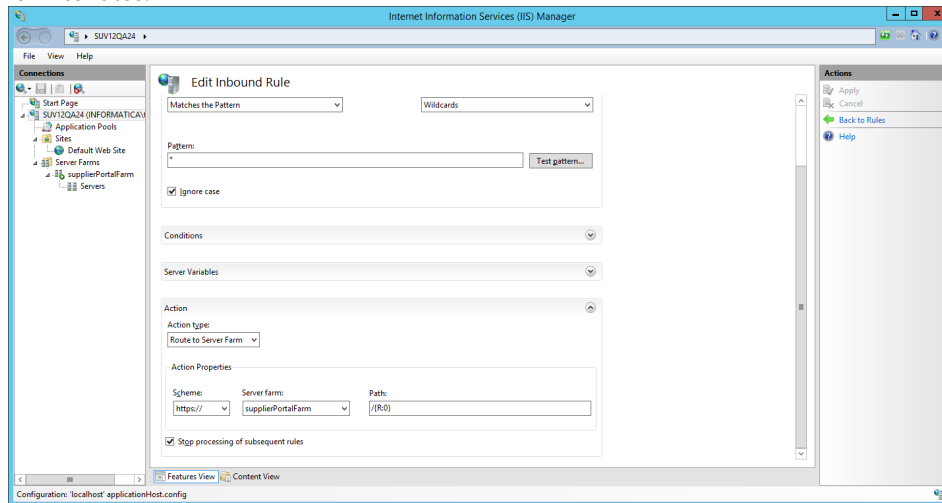 Internet Information Services (IIS) Manager
SUV12QA24
File View Help
Connections
Start Page
SUV12QA24 (INFORMATICA\
Application Pools
Sites
Default Web Site
Server Farms
supplierPortalFarm
Servers
Edit Inbound Rule
Matches the Pattern
Wildcards
Pattern:
*
Test pattern...
Ignore case
Conditions
Server Variables
Action
Action type:
Route to Server Farm
Action Properties
Scheme:
Server farm:
Path:
https://
supplierPortalFarm
/{R:0}
Stop processing of subsequent rules
Features View
Content View
Actions
Apply
Cancel
Back to Rules
Help
Configuration: 'localhost' applicationHost.config